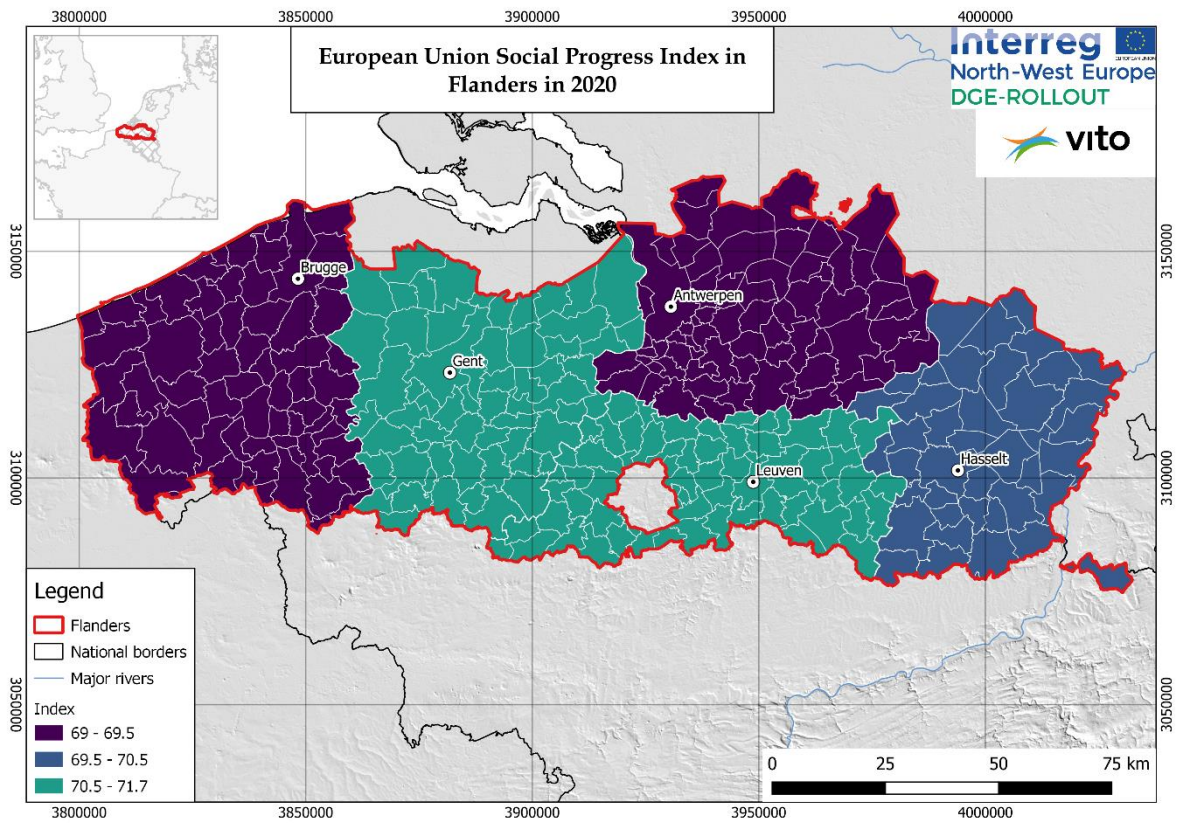 3800000
3850000
3900000
3950000
4000000
European Union Social Progress Index in
Flanders in 2020
Interreg
EUROPEAN UNION
North-West Europe
DGE-ROLLOUT
vito
3150000
3150000
Brugge
Antwerpen
Gent
3100000
3100000
Leuven
Hasselt
Legend
Flanders
National borders
Major rivers
Index
69 - 69.5
69.5 - 70.5
70.5 - 71.7
3050000
3050000
0
25
50
75 km
3800000
3850000
3900000
3950000
4000000